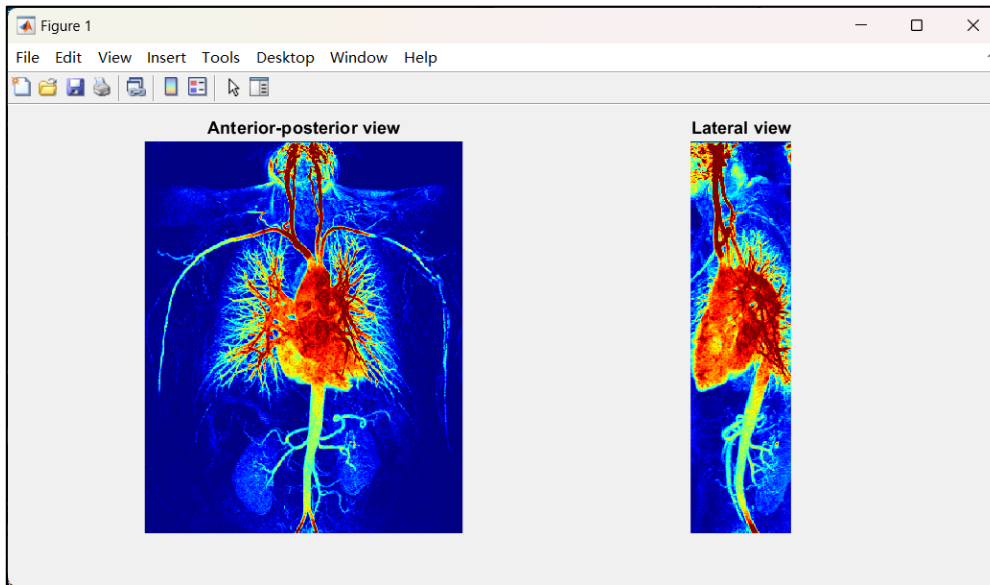 Figure 1
File Edit View Insert Tools Desktop Window Help
Anterior-posterior view Lateral view